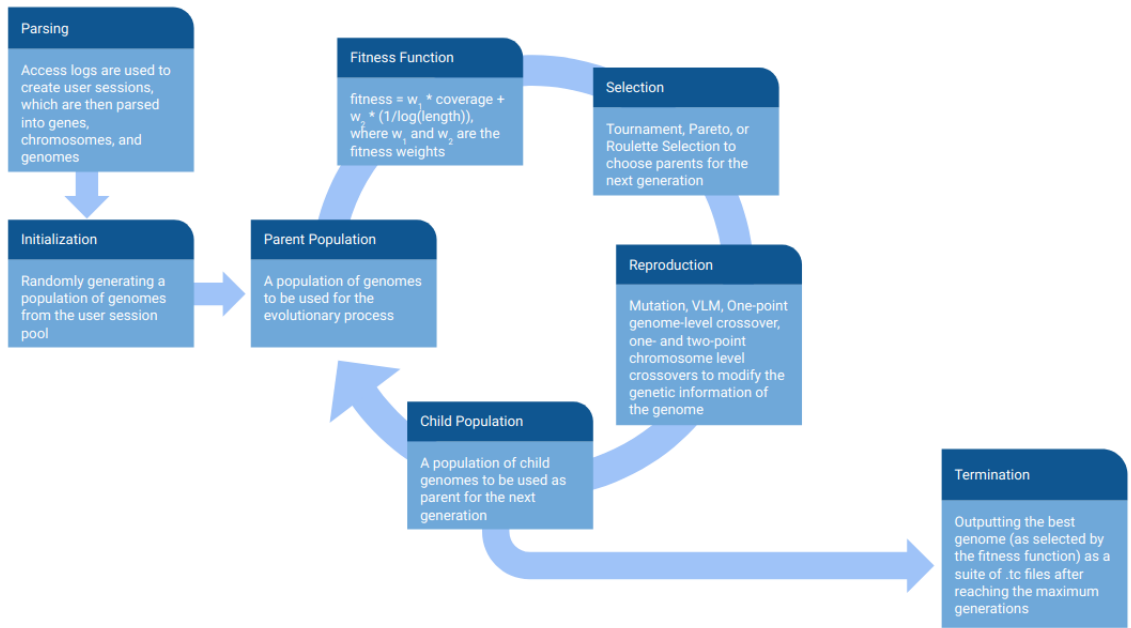 Parsing
Access logs are used to
create user sessions,
which are then parsed
into genes,
chromosomes, and
genomes
Initialization
Randomly generating a
population of genomes
from the user session
pool
Parent Population
A population of genomes
to be used for the
evolutionary process
Fitness Function
fitness = w₁ * coverage +
w₂ * (1/log(length)),
where w₁ and w₂ are the
fitness weights
Selection
Tournament, Pareto, or
Roulette Selection to
choose parents for the
next generation
Reproduction
Mutation, VLM, One-point
genome-level crossover,
one- and two-point
chromosome level
crossovers to modify the
genetic information of
the genome
Child Population
A population of child
genomes to be used as
parent for the next
generation
Termination
Outputting the best
genome (as selected by
the fitness function) as a
suite of .tc files after
reaching the maximum
generations